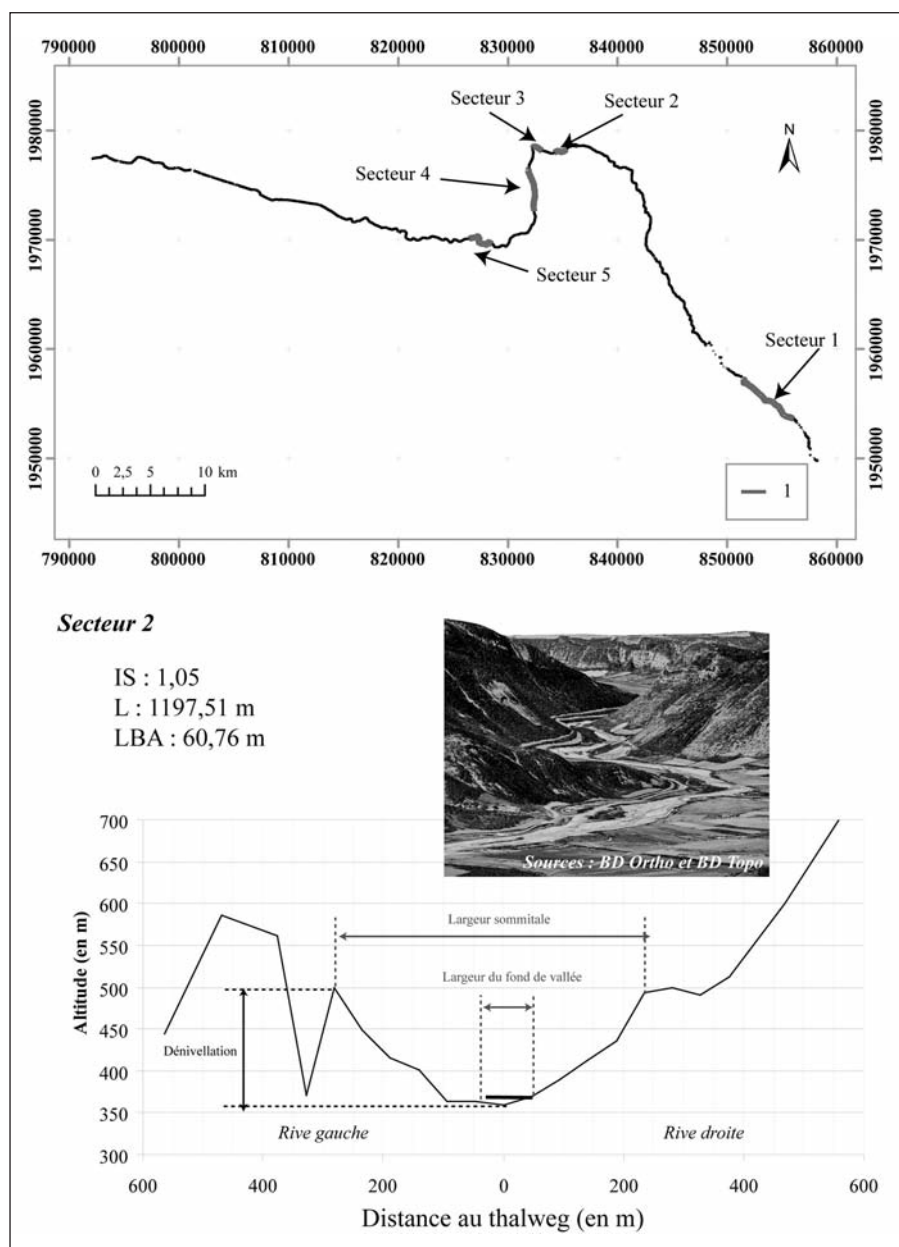 790000 800000 810000 820000 830000 840000 850000 860000
1980000
1980000
1970000
1970000
1960000
1960000
1950000
1950000
Secteur 3
Secteur 2
N
Secteur 4
Secteur 5
Secteur 1
0 2,5 5 10 km
1
790000 800000 810000 820000 830000 840000 850000 860000
Secteur 2
IS : 1,05
L : 1197,51 m
LBA : 60,76 m
Sources : BD Ortho et BD Topo
Altitude (en m)
700
650
600
550
500
450
400
350
300
Largeur sommitale
Largeur du fond de vallée
Dénivellation
Rive gauche
Rive droite
600 400 200 0 200 400 600
Distance au thalweg (en m)